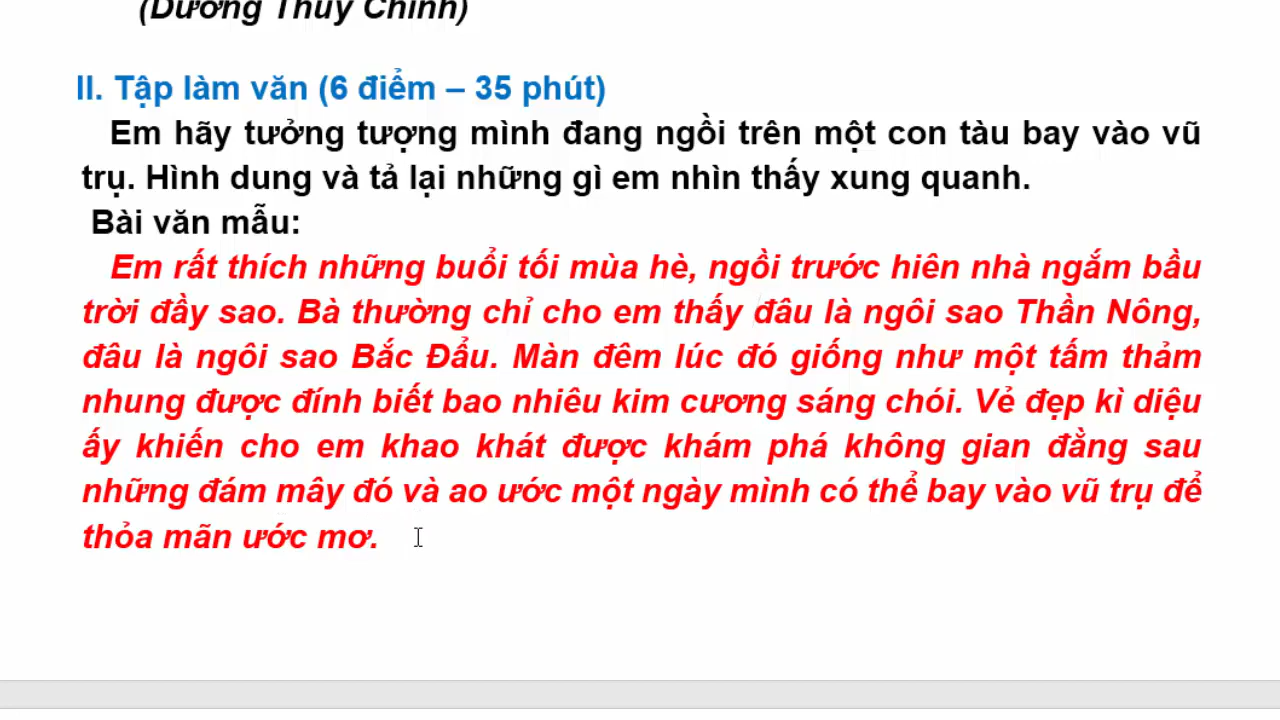 (Dương Thuy Chinh)
II. Tập làm văn (6 điểm – 35 phút)
Em hãy tưởng tượng mình đang ngồi trên một con tàu bay vào vũ
trụ. Hình dung và tả lại những gì em nhìn thấy xung quanh.
Bài văn mẫu:
Em rất thích những buổi tối mùa hè, ngồi trước hiên nhà ngắm bầu
trời đầy sao. Bà thường chỉ cho em thấy đâu là ngôi sao Thần Nông,
đâu là ngôi sao Bắc Đẩu. Màn đêm lúc đó giống như một tấm thảm
nhung được đính biết bao nhiêu kim cương sáng chói. Vẻ đẹp kì diệu
ấy khiến cho em khao khát được khám phá không gian đằng sau
những đám mây đó và ao ước một ngày mình có thể bay vào vũ trụ để
thỏa mãn ước mơ.